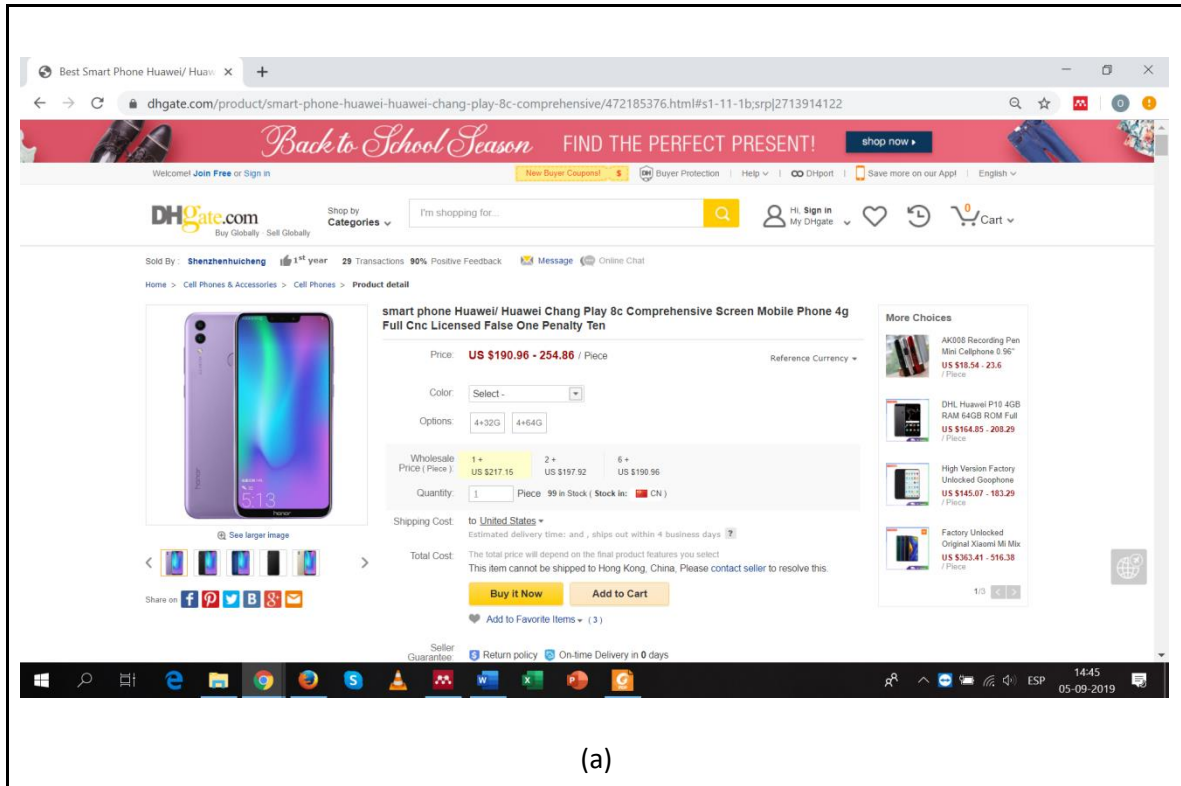 Best Smart Phone Huawei/ Huaw
dhgate.com/product/smart-phone-huawei-huawei-chang-play-8c-comprehensive/472185376.html#s1-11-1b;srp|2713914122
Back to School Season FIND THE PERFECT PRESENT! shop now
Welcome! Join Free or Sign in
New Buyer Coupons! $ DH Buyer Protection | Help | DHport | Save more on our App! | English
DHgate.com
Buy Globally · Sell Globally
Shop by
Categories
I'm shopping for...
Hi, Sign in
My DHgate
0
Cart
Sold By : Shenzhenhuicheng 1st year 29 Transactions 90% Positive Feedback Message Online Chat
Home > Cell Phones & Accessories > Cell Phones > Product detail
smart phone Huawei/ Huawei Chang Play 8c Comprehensive Screen Mobile Phone 4g
Full Cnc Licensed False One Penalty Ten
Price: US $190.96 - 254.86 / Piece
Reference Currency
Color: Select -
Options: 4+32G 4+64G
Wholesale
Price ( Piece ):
1 + 2 + 6 +
US $217.15 US $197.92 US $190.96
Quantity: 1 Piece 99 in Stock ( Stock in: CN )
Shipping Cost: to United States
Estimated delivery time: and , ships out within 4 business days ?
Total Cost: The total price will depend on the final product features you select
This item cannot be shipped to Hong Kong, China, Please contact seller to resolve this.
Buy it Now Add to Cart
Add to Favorite Items ( 3 )
Seller
Guarantee:
Return policy On-time Delivery in 0 days
honor
5:13
honor
See larger image
Share on
More Choices
AK008 Recording Pen
Mini Cellphone 0.96"
US $18.54 - 23.6
/ Piece
DHL Huawei P10 4GB
RAM 64GB ROM Full
US $164.85 - 208.29
/ Piece
High Version Factory
Unlocked Goophone
US $145.07 - 183.29
/ Piece
Factory Unlocked
Original Xiaomi Mi Mix
US $363.41 - 516.38
/ Piece
1/3
ESP
14:45
05-09-2019
(a)